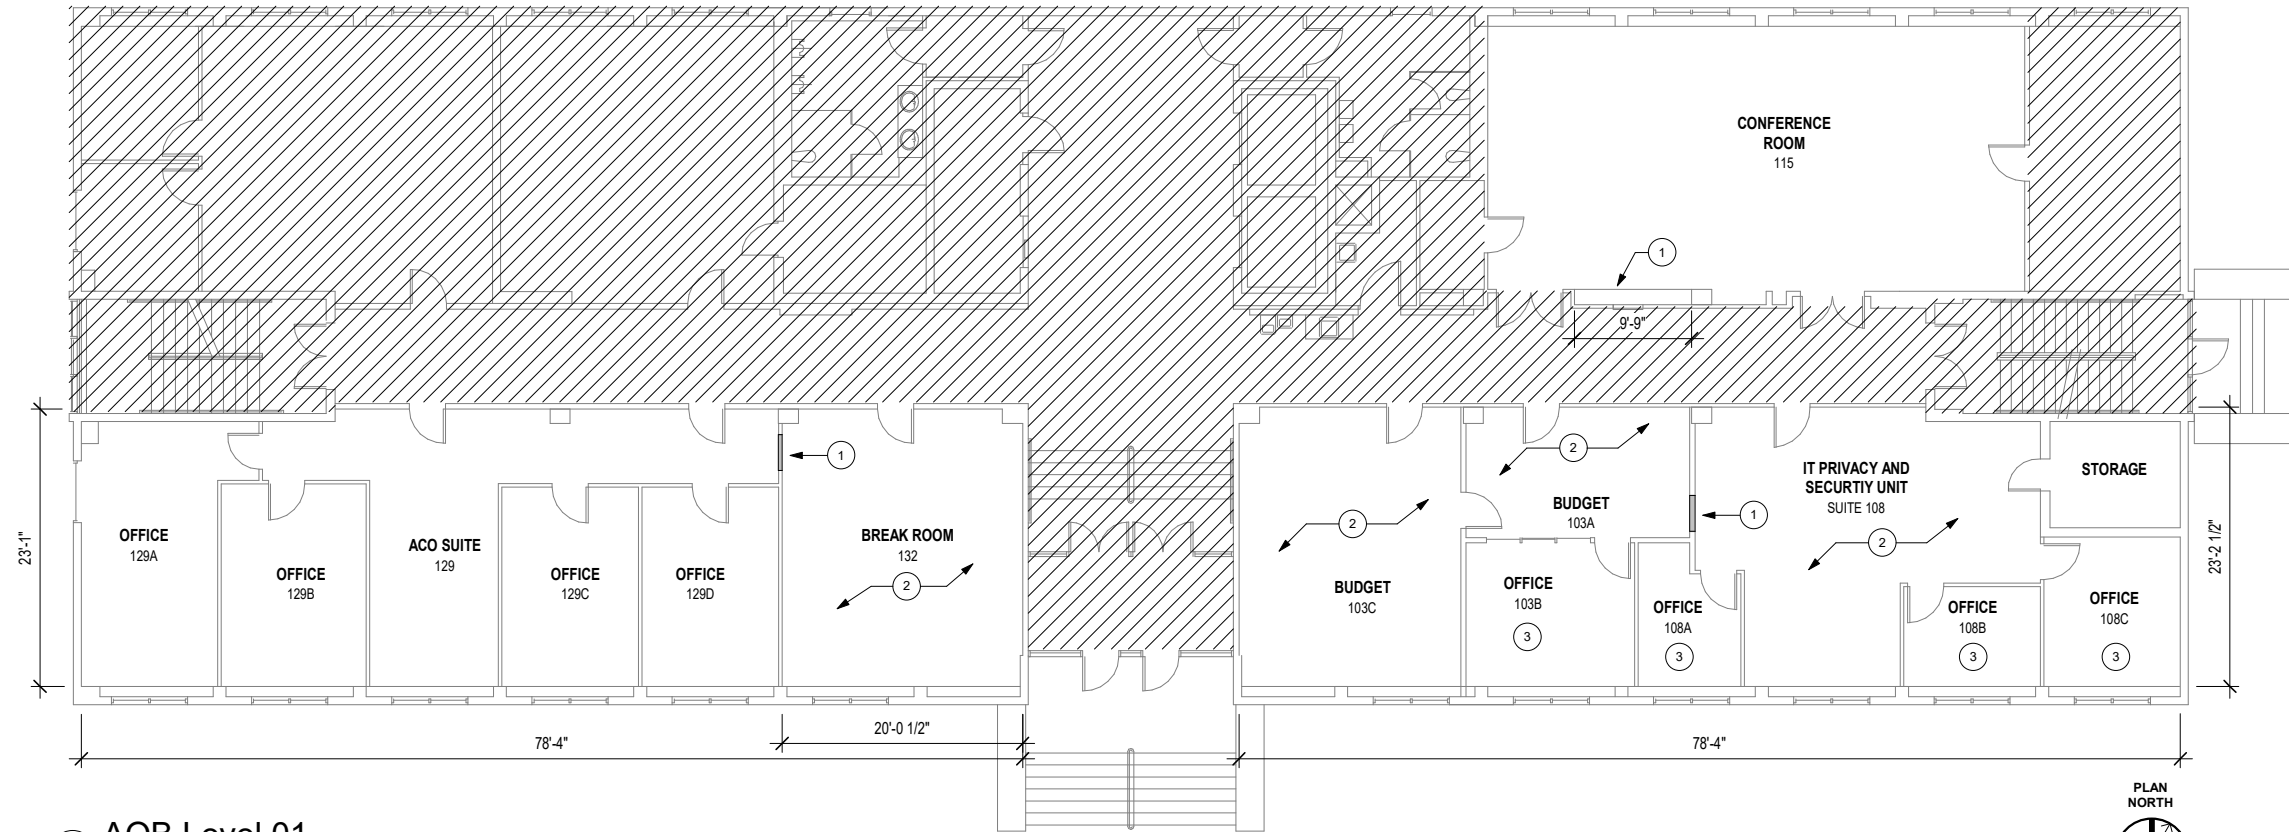 CONFERENCE
ROOM
115
1
9'-9"
23'-1"
OFFICE
129A
OFFICE
129B
ACO SUITE
129
OFFICE
129C
OFFICE
129D
1
BREAK ROOM
132
2
2
BUDGET
103C
2
BUDGET
103A
OFFICE
103B
3
1
OFFICE
108A
3
IT PRIVACY AND
SECURTIY UNIT
SUITE 108
2
STORAGE
OFFICE
108B
3
OFFICE
108C
3
23'-2 1/2"
20'-0 1/2"
78'-4"
78'-4"
PLAN
NORTH
AOB Level 01